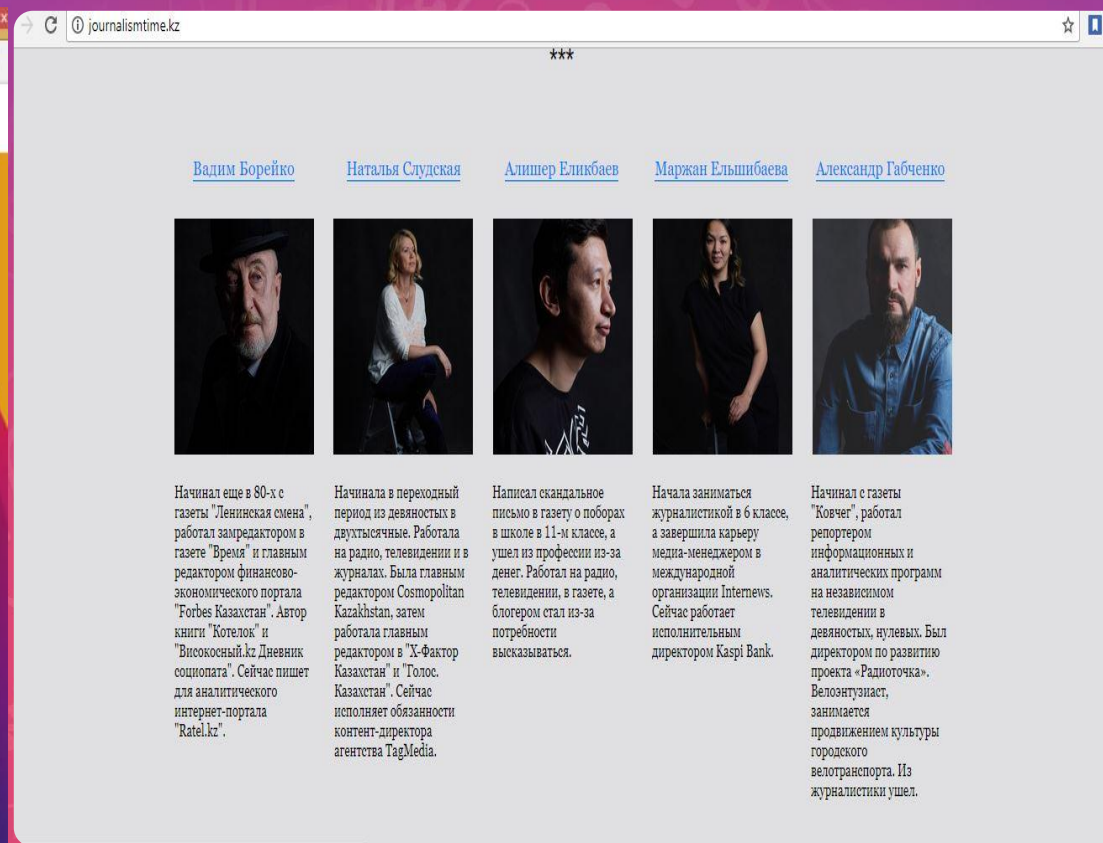 journalismtime.kz
***
Вадим Борейко
Наталья Слудская
Алишер Еликбаев
Маржан Ельшибаева
Александр Габченко
Начинал еще в 80-х с
газеты "Ленинская смена",
работал замредактором в
газете "Время" и главным
редактором финансово-
экономического портала
"Forbes Казахстан". Автор
книги "Котелок" и
"Високосный.kz Дневник
социопата". Сейчас пишет
для аналитического
интернет-портала
"Ratel.kz".
Начинала в переходный
период из девяностых в
двухтысячные. Работала
на радио, телевидении и в
журналах. Была главным
редактором Cosmopolitan
Kazakhstan, затем
работала главным
редактором в "Х-Фактор
Казахстан" и "Голос.
Казахстан". Сейчас
исполняет обязанности
контент-директора
агентства TagMedia.
Написал скандальное
письмо в газету о поборах
в школе в 11-м классе, а
ушел из профессии из-за
денег. Работал на радио,
телевидении, в газете, а
блогером стал из-за
потребности
высказываться.
Начала заниматься
журналистикой в 6 классе,
а завершила карьеру
медиа-менеджером в
международной
организации Internews.
Сейчас работает
исполнительным
директором Kaspi Bank.
Начинал с газеты
"Ковчег", работал
репортером
информационных и
аналитических программ
на независимом
телевидении в
девяностых, нулевых. Был
директором по развитию
проекта «Радиоточка».
Велоэнтузиаст,
занимается
продвижением культуры
городского
велотранспорта. Из
журналистики ушел.